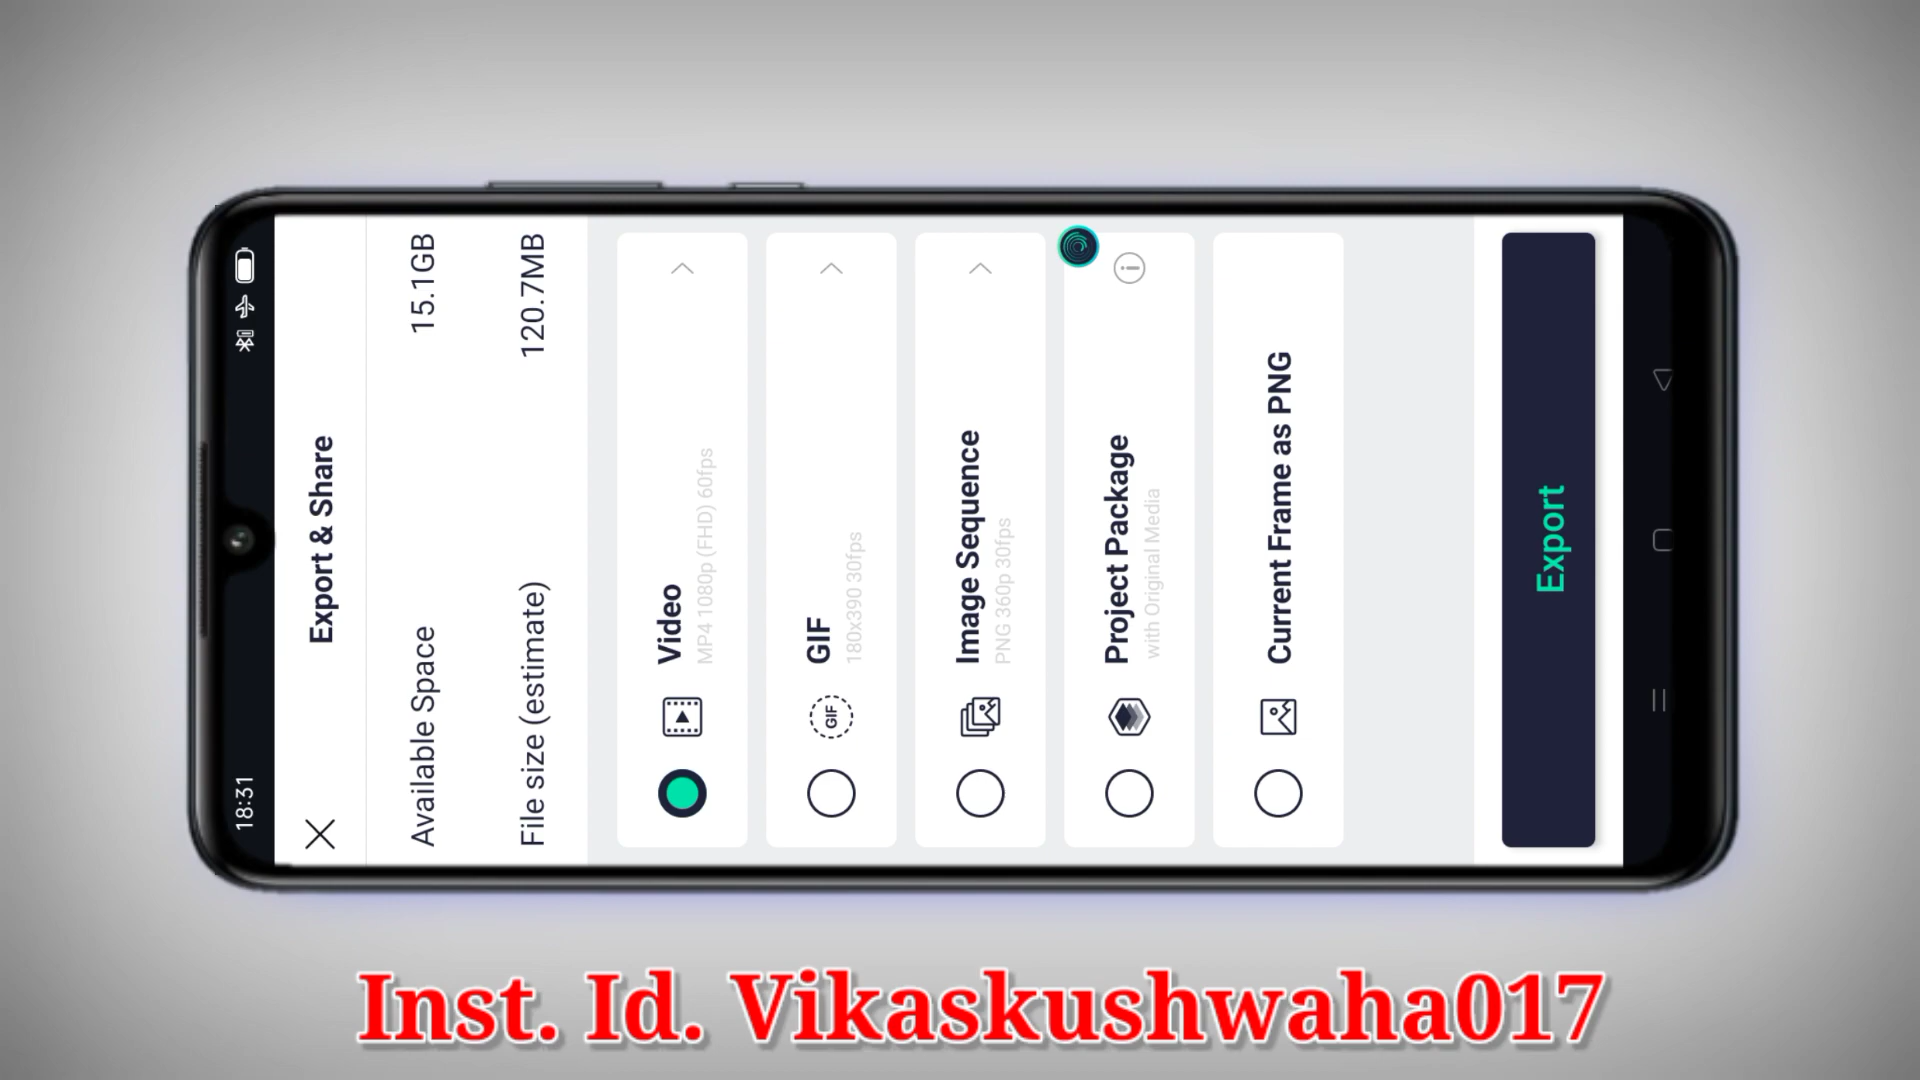 18:31
Export & Share
Available Space 15.1GB
File size (estimate) 120.7MB
Video
MP4 1080p (FHD) 60fps
GIF
GIF
180x390 30fps
Image Sequence
PNG 360p 30fps
Project Package
with Original Media
Current Frame as PNG
Export
Inst. Id. Vikaskushwaha017